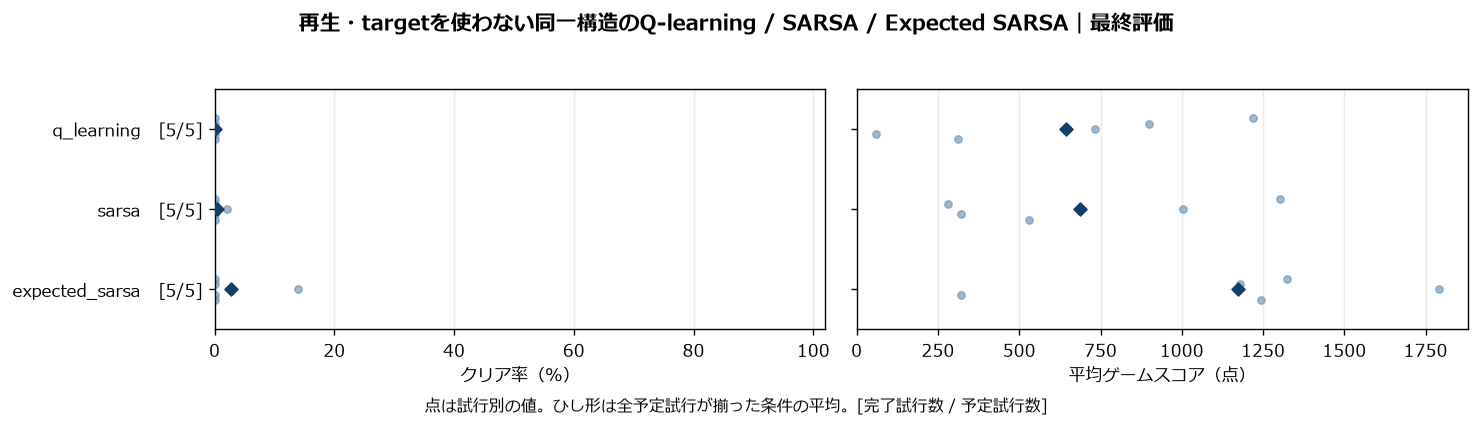 再生・targetを使わない同一構造のQ-learning / SARSA / Expected SARSA｜最終評価
q_learning [5/5]
sarsa [5/5]
expected_sarsa [5/5]
0 20 40 60 80 100
クリア率（%）
0 250 500 750 1000 1250 1500 1750
平均ゲームスコア（点）
点は試行別の値。ひし形は全予定試行が揃った条件の平均。[完了試行数 / 予定試行数]